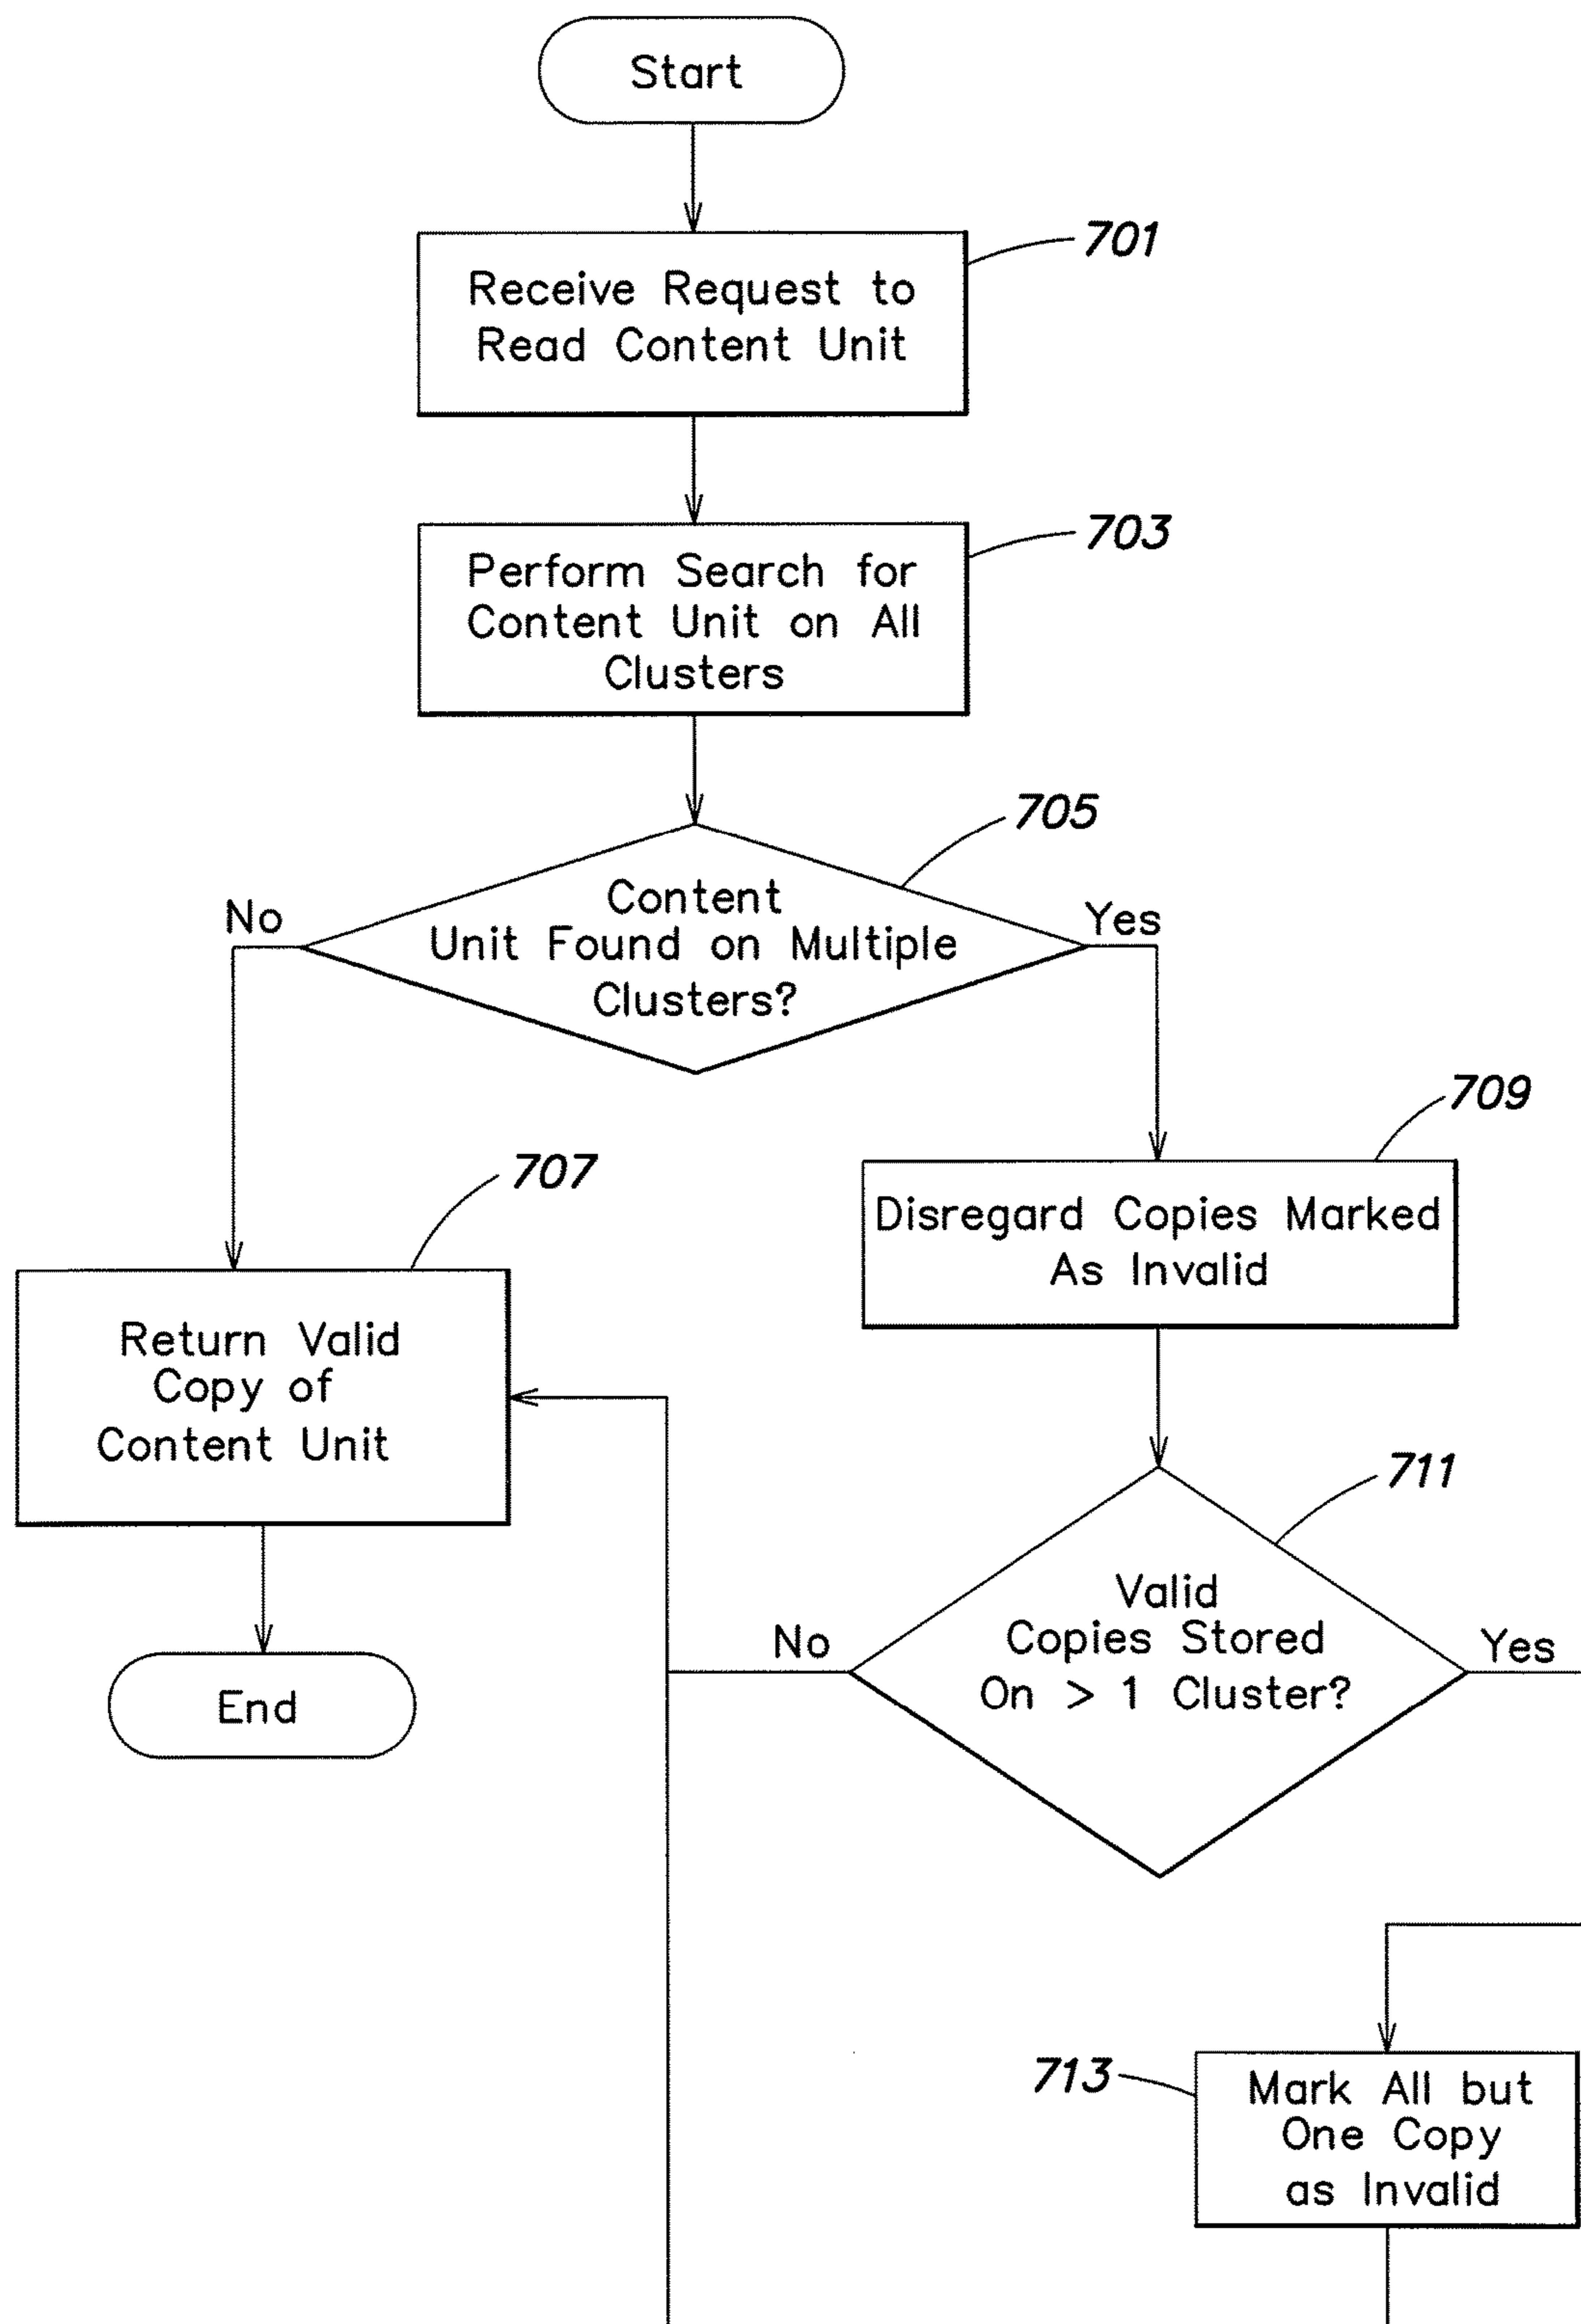 Start
701
Receive Request to
Read Content Unit
703
Perform Search for
Content Unit on All
Clusters
705
Content
Unit Found on Multiple
Clusters?
No
Yes
709
Disregard Copies Marked
As Invalid
707
Return Valid
Copy of
Content Unit
711
Valid
Copies Stored
On > 1 Cluster?
No
Yes
End
713
Mark All but
One Copy
as Invalid